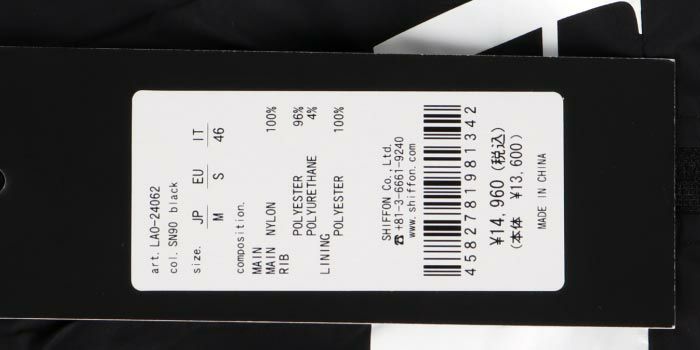 art. LAO-24062
col. SN90 black
size. JP EU IT
M S 46
composition.
MAIN
MAIN NYLON 100%
RIB
POLYESTER 96%
POLYURETHANE 4%
LINING
POLYESTER 100%
SHIFFON Co., Ltd.
☎ +81-3-6661-9240
www.shiffon.com
4582781981342
¥14,960 (税込)
(本体 ¥13,600)
MADE IN CHINA